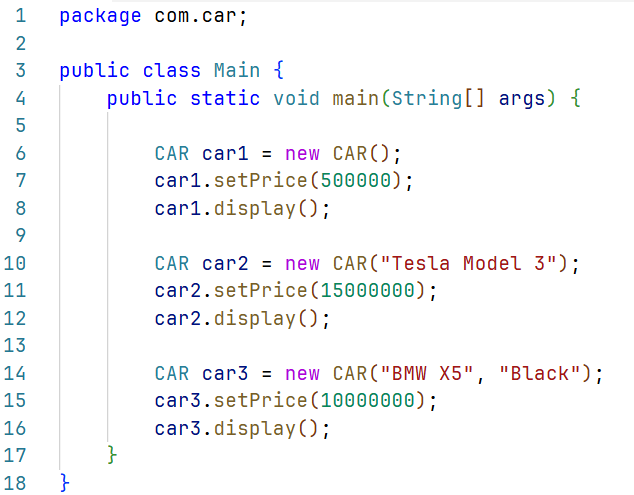 1 package com.car;
2
3 public class Main {
4     public static void main(String[] args) {
5
6         CAR car1 = new CAR();
7         car1.setPrice(500000);
8         car1.display();
9
10         CAR car2 = new CAR("Tesla Model 3");
11         car2.setPrice(15000000);
12         car2.display();
13
14         CAR car3 = new CAR("BMW X5", "Black");
15         car3.setPrice(10000000);
16         car3.display();
17     }
18 }